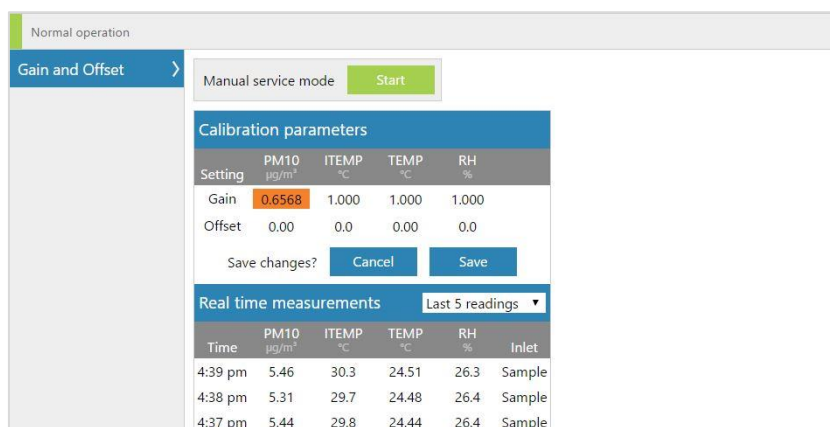 Normal operation
Gain and Offset
Manual service mode Start
Calibration parameters
Setting PM10 µg/m³ ITEMP °C TEMP °C RH %
Gain 0.6568 1.000 1.000 1.000
Offset 0.00 0.0 0.00 0.0
Save changes? Cancel Save
Real time measurements Last 5 readings
Time PM10 µg/m³ ITEMP °C TEMP °C RH % Inlet
4:39 pm 5.46 30.3 24.51 26.3 Sample
4:38 pm 5.31 29.7 24.48 26.4 Sample
4:37 pm 5.44 29.8 24.44 26.4 Sample